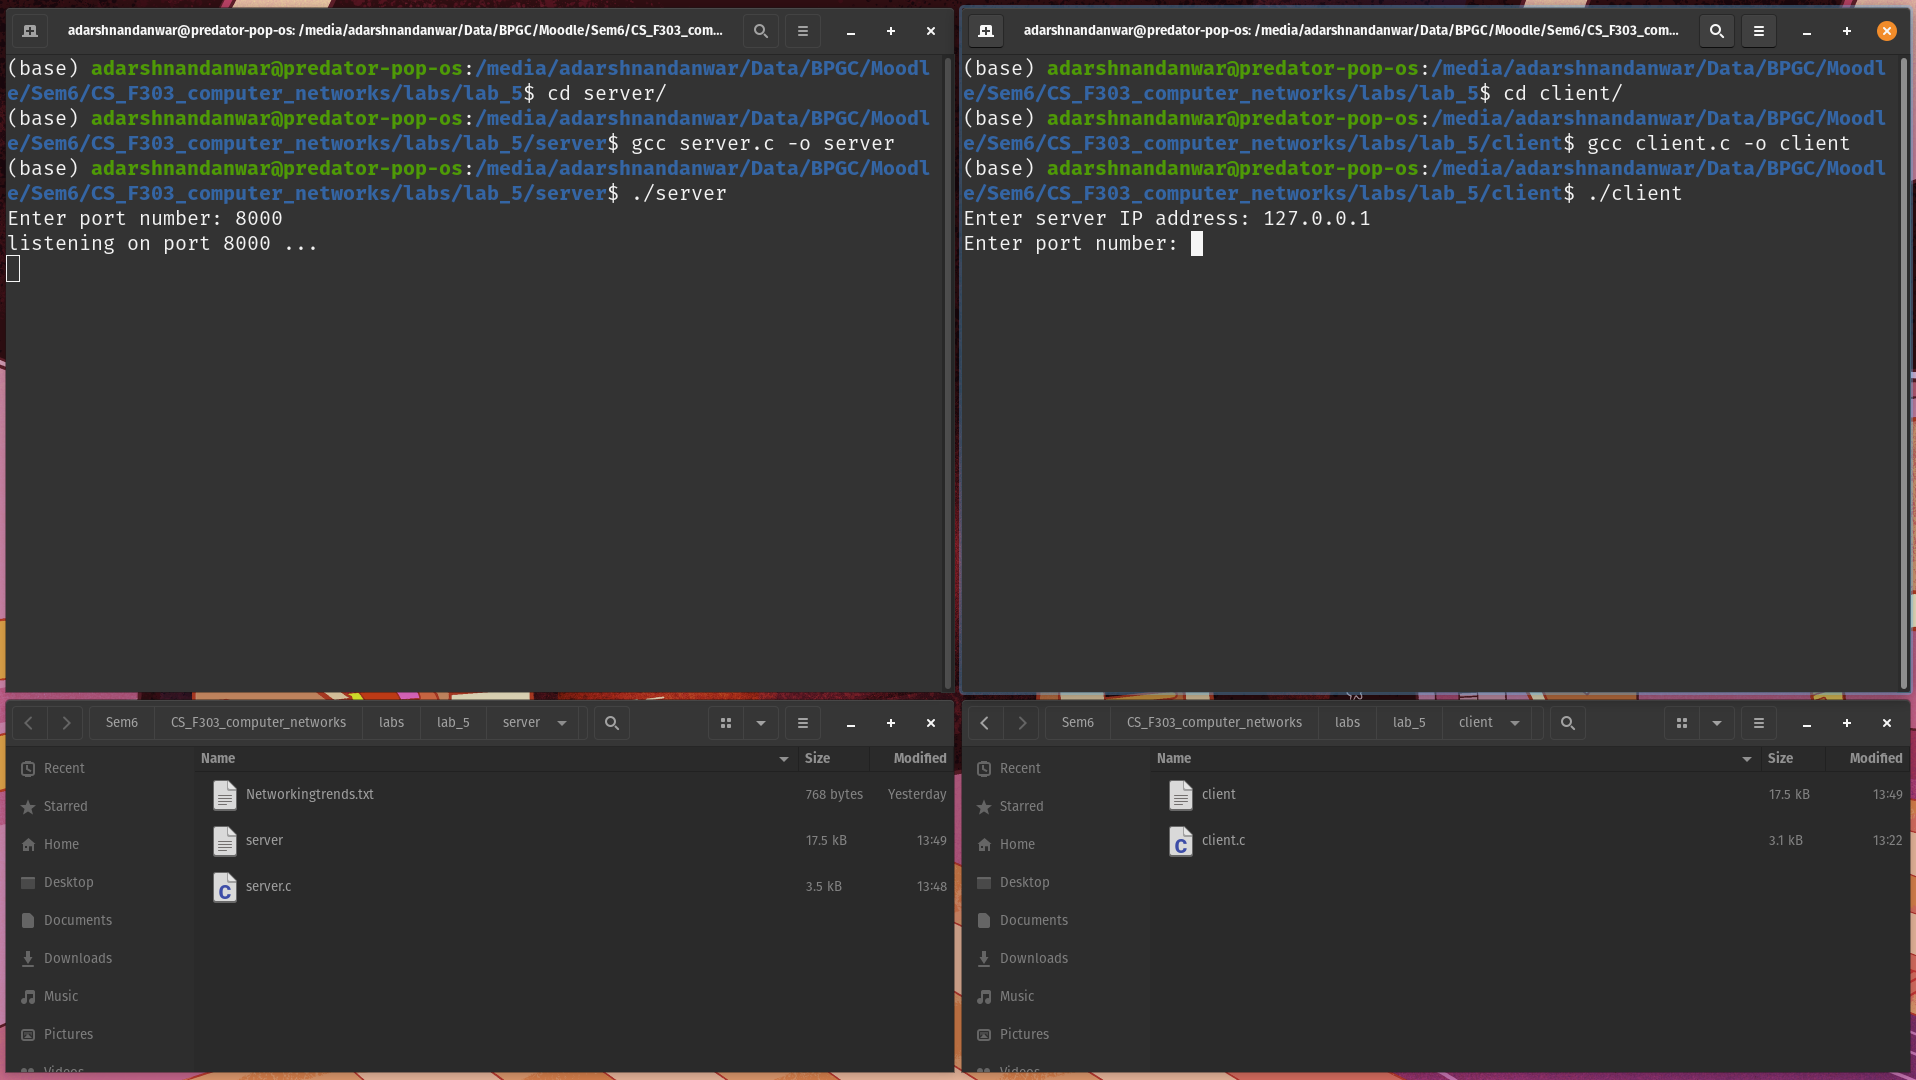 adarshnandanwar@predator-pop-os: /media/adarshnandanwar/Data/BPGC/Moodle/Sem6/CS_F303_com...
(base) adarshnandanwar@predator-pop-os:/media/adarshnandanwar/Data/BPGC/Moodl
e/Sem6/CS_F303_computer_networks/labs/lab_5$ cd server/
(base) adarshnandanwar@predator-pop-os:/media/adarshnandanwar/Data/BPGC/Moodl
e/Sem6/CS_F303_computer_networks/labs/lab_5/server$ gcc server.c -o server
(base) adarshnandanwar@predator-pop-os:/media/adarshnandanwar/Data/BPGC/Moodl
e/Sem6/CS_F303_computer_networks/labs/lab_5/server$ ./server
Enter port number: 8000
listening on port 8000 ...
adarshnandanwar@predator-pop-os: /media/adarshnandanwar/Data/BPGC/Moodle/Sem6/CS_F303_com...
(base) adarshnandanwar@predator-pop-os:/media/adarshnandanwar/Data/BPGC/Moodl
e/Sem6/CS_F303_computer_networks/labs/lab_5$ cd client/
(base) adarshnandanwar@predator-pop-os:/media/adarshnandanwar/Data/BPGC/Moodl
e/Sem6/CS_F303_computer_networks/labs/lab_5/client$ gcc client.c -o client
(base) adarshnandanwar@predator-pop-os:/media/adarshnandanwar/Data/BPGC/Moodl
e/Sem6/CS_F303_computer_networks/labs/lab_5/client$ ./client
Enter server IP address: 127.0.0.1
Enter port number:
Sem6 CS_F303_computer_networks labs lab_5 server
Recent
Starred
Home
Desktop
Documents
Downloads
Music
Pictures
Videos
Name Size Modified
Networkingtrends.txt 768 bytes Yesterday
server 17.5 kB 13:49
server.c 3.5 kB 13:48
Sem6 CS_F303_computer_networks labs lab_5 client
Recent
Starred
Home
Desktop
Documents
Downloads
Music
Pictures
Videos
Name Size Modified
client 17.5 kB 13:49
client.c 3.1 kB 13:22